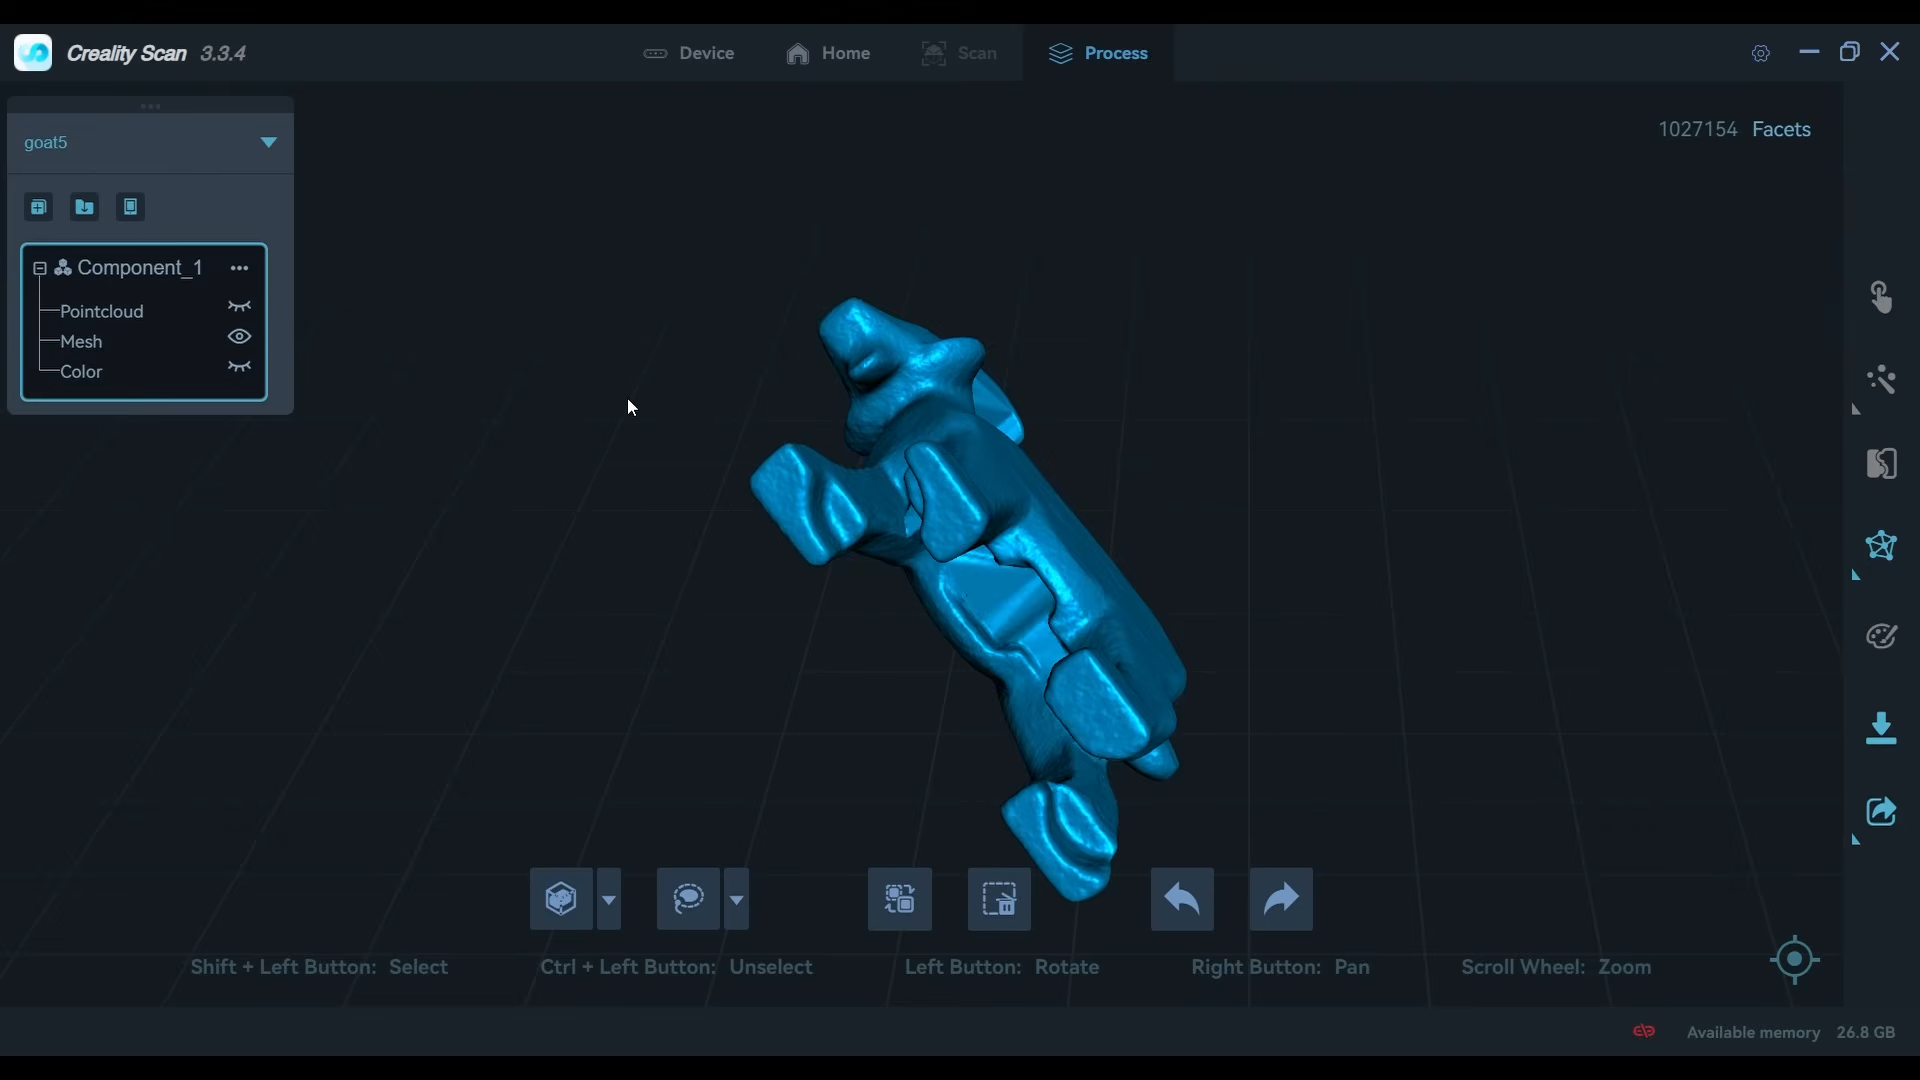 Creality Scan 3.3.4
Device
Home
Scan
Process
goat5
1027154 Facets
Component_1
Pointcloud
Mesh
Color
Shift + Left Button: Select
Ctrl + Left Button: Unselect
Left Button: Rotate
Right Button: Pan
Scroll Wheel: Zoom
Available memory 26.8 GB